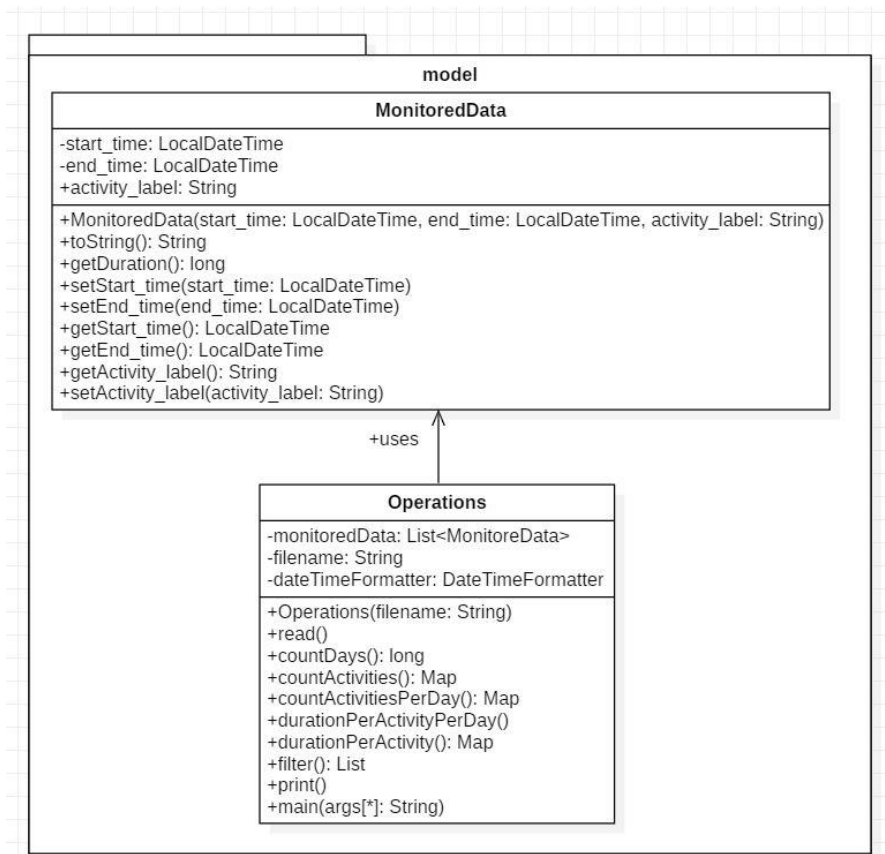 model
MonitoredData
-start_time: LocalDateTime
-end_time: LocalDateTime
+activity_label: String
+MonitoredData(start_time: LocalDateTime, end_time: LocalDateTime, activity_label: String)
+toString(): String
+getDuration(): long
+setStart_time(start_time: LocalDateTime)
+setEnd_time(end_time: LocalDateTime)
+getStart_time(): LocalDateTime
+getEnd_time(): LocalDateTime
+getActivity_label(): String
+setActivity_label(activity_label: String)
+uses
Operations
-monitoredData: List<MonitoreData>
-filename: String
-dateTimeFormatter: DateTimeFormatter
+Operations(filename: String)
+read()
+countDays(): long
+countActivities(): Map
+countActivitiesPerDay(): Map
+durationPerActivityPerDay()
+durationPerActivity(): Map
+filter(): List
+print()
+main(args[*]: String)